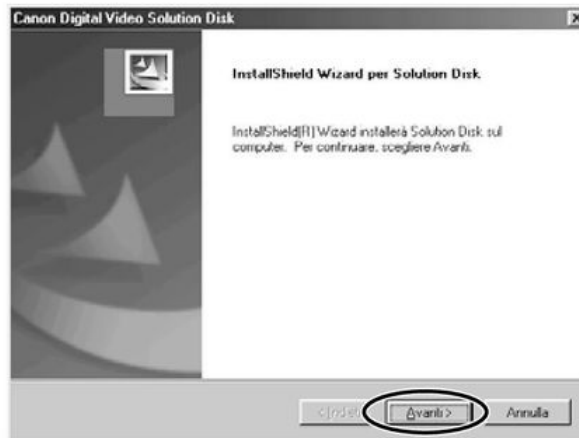 Canon Digital Video Solution Disk
InstallShield Wizard per Solution Disk
InstallShield(R) Wizard installerà Solution Disk sul
computer. Per continuare, scegliere Avanti.
Avanti > Annulla